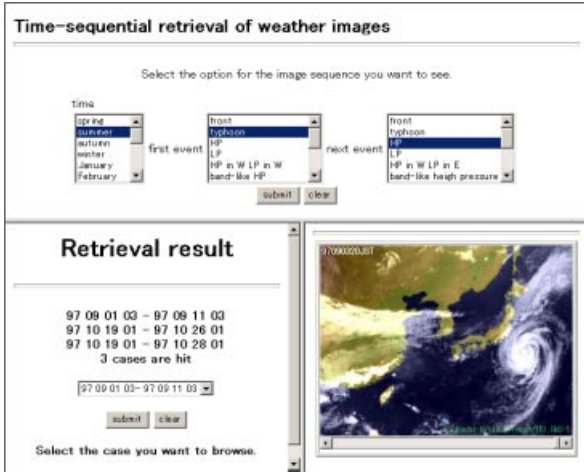 Time-sequential retrieval of weather images
Select the option for the image sequence you want to see.
time
spring
summer
autumn
winter
January
February
first event
front
typhoon
HP
LP
HP in W LP in W
band-like HP
next event
front
typhoon
HP
LP
HP in W LP in E
band-like heigh pressure
submit clear
Retrieval result
97 09 01 03 - 97 09 11 03
97 10 19 01 - 97 10 26 01
97 10 19 01 - 97 10 28 01
3 cases are hit
97 09 01 03- 97 09 11 03
submit clear
Select the case you want to browse.
97090320JST